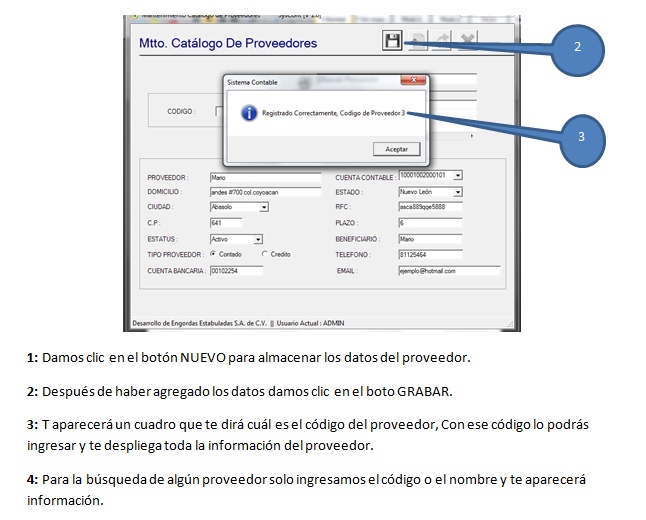 Mantenimiento Catálogo de Proveedores
Mtto. Catálogo De Proveedores
2
Sistema Contable
CODIGO :
Registrado Correctamente, Codigo de Proveedor 3
3
Aceptar
PROVEEDOR : Mario CUENTA CONTABLE : 10001002000101
DOMICILIO : andes #700 col.coyoacan ESTADO : Nuevo León
CIUDAD : Abasolo RFC : asca889qqe5888
C.P : 641 PLAZO : 6
ESTATUS : Activo BENEFICIARIO : Mario
TIPO PROVEEDOR : Contado Credito TELEFONO : 81125464
CUENTA BANCARIA : 00102254 EMAIL : ejemplo@hotmail.com
Desarrollo de Engordas Estabuladas S.A. de C.V. || Usuario Actual : ADMIN
1: Damos clic en el botón NUEVO para almacenar los datos del proveedor.
2: Después de haber agregado los datos damos clic en el boto GRABAR.
3: T aparecerá un cuadro que te dirá cuál es el código del proveedor, Con ese código lo podrás
ingresar y te despliega toda la información del proveedor.
4: Para la búsqueda de algún proveedor solo ingresamos el código o el nombre y te aparecerá
información.